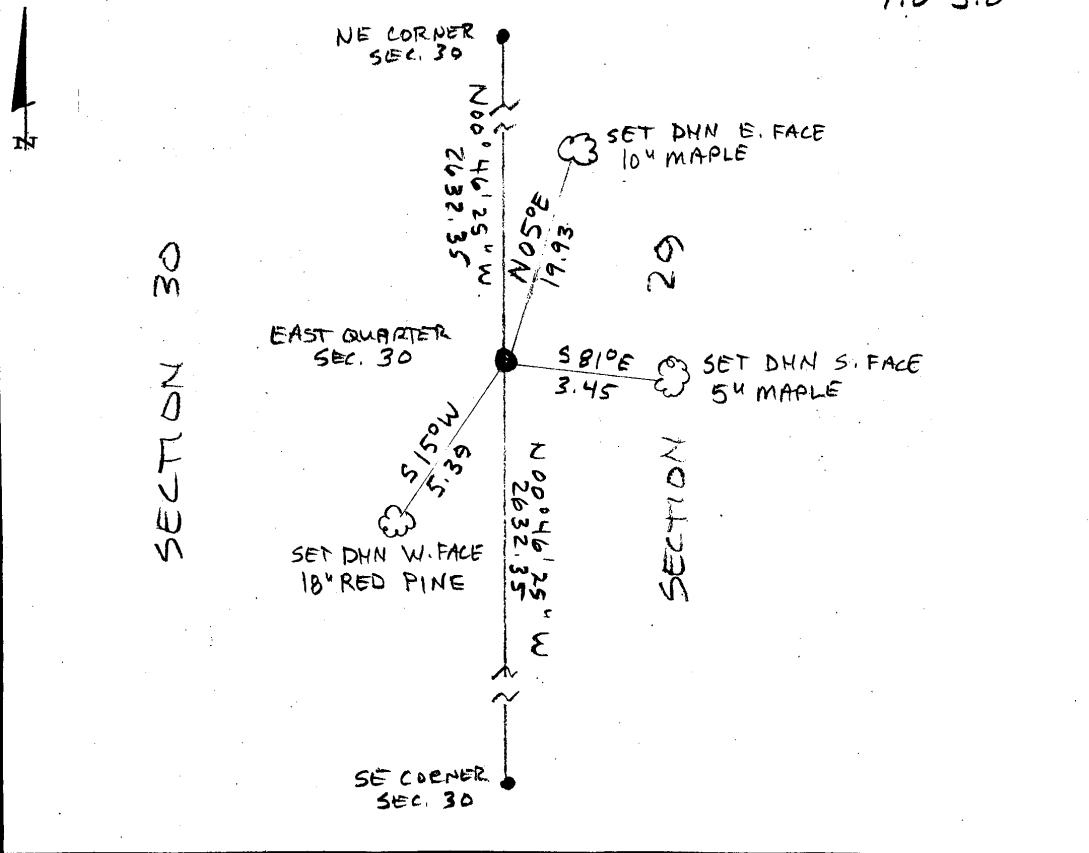 NE CORNER
SEC. 30
N00°46'25"W
2632.35
SET DHN E. FACE
10" MAPLE
N05°E
19.93
SECTION 30
29
EAST QUARTER
SEC. 30
S81°E
3.45
SET DHN S. FACE
5" MAPLE
S15°W
5.39
N00°46'25"W
2632.35
SECTION
SET DHN W. FACE
18" RED PINE
SE CORNER
SEC. 30
N